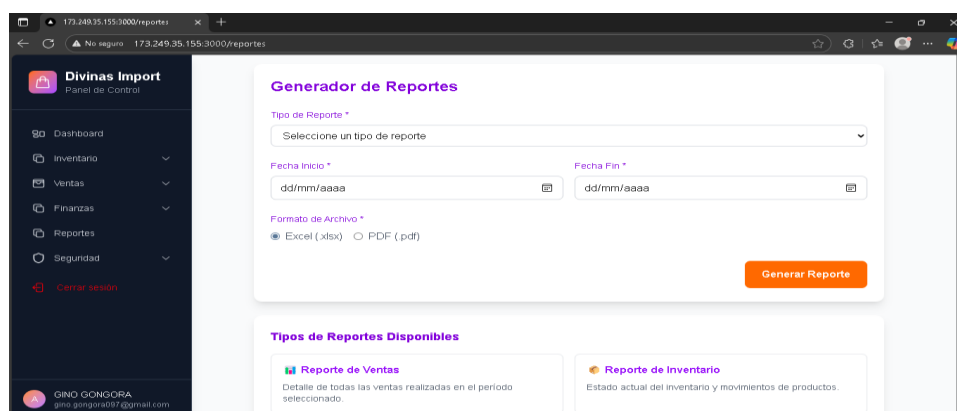 173.249.35.155:3000/reportes
No seguro 173.249.35.155:3000/reportes
Divinas Import
Panel de Control
Dashboard
Inventario
Ventas
Finanzas
Reportes
Seguridad
Cerrar sesión
GINO GONGORA
gino.gongora097@gmail.com
A
Generador de Reportes
Tipo de Reporte *
Seleccione un tipo de reporte
Fecha Inicio *
Fecha Fin *
dd/mm/aaaa
dd/mm/aaaa
Formato de Archivo *
Excel (.xlsx) PDF (.pdf)
Generar Reporte
Tipos de Reportes Disponibles
Reporte de Ventas
Detalle de todas las ventas realizadas en el período
seleccionado.
Reporte de Inventario
Estado actual del inventario y movimientos de productos.